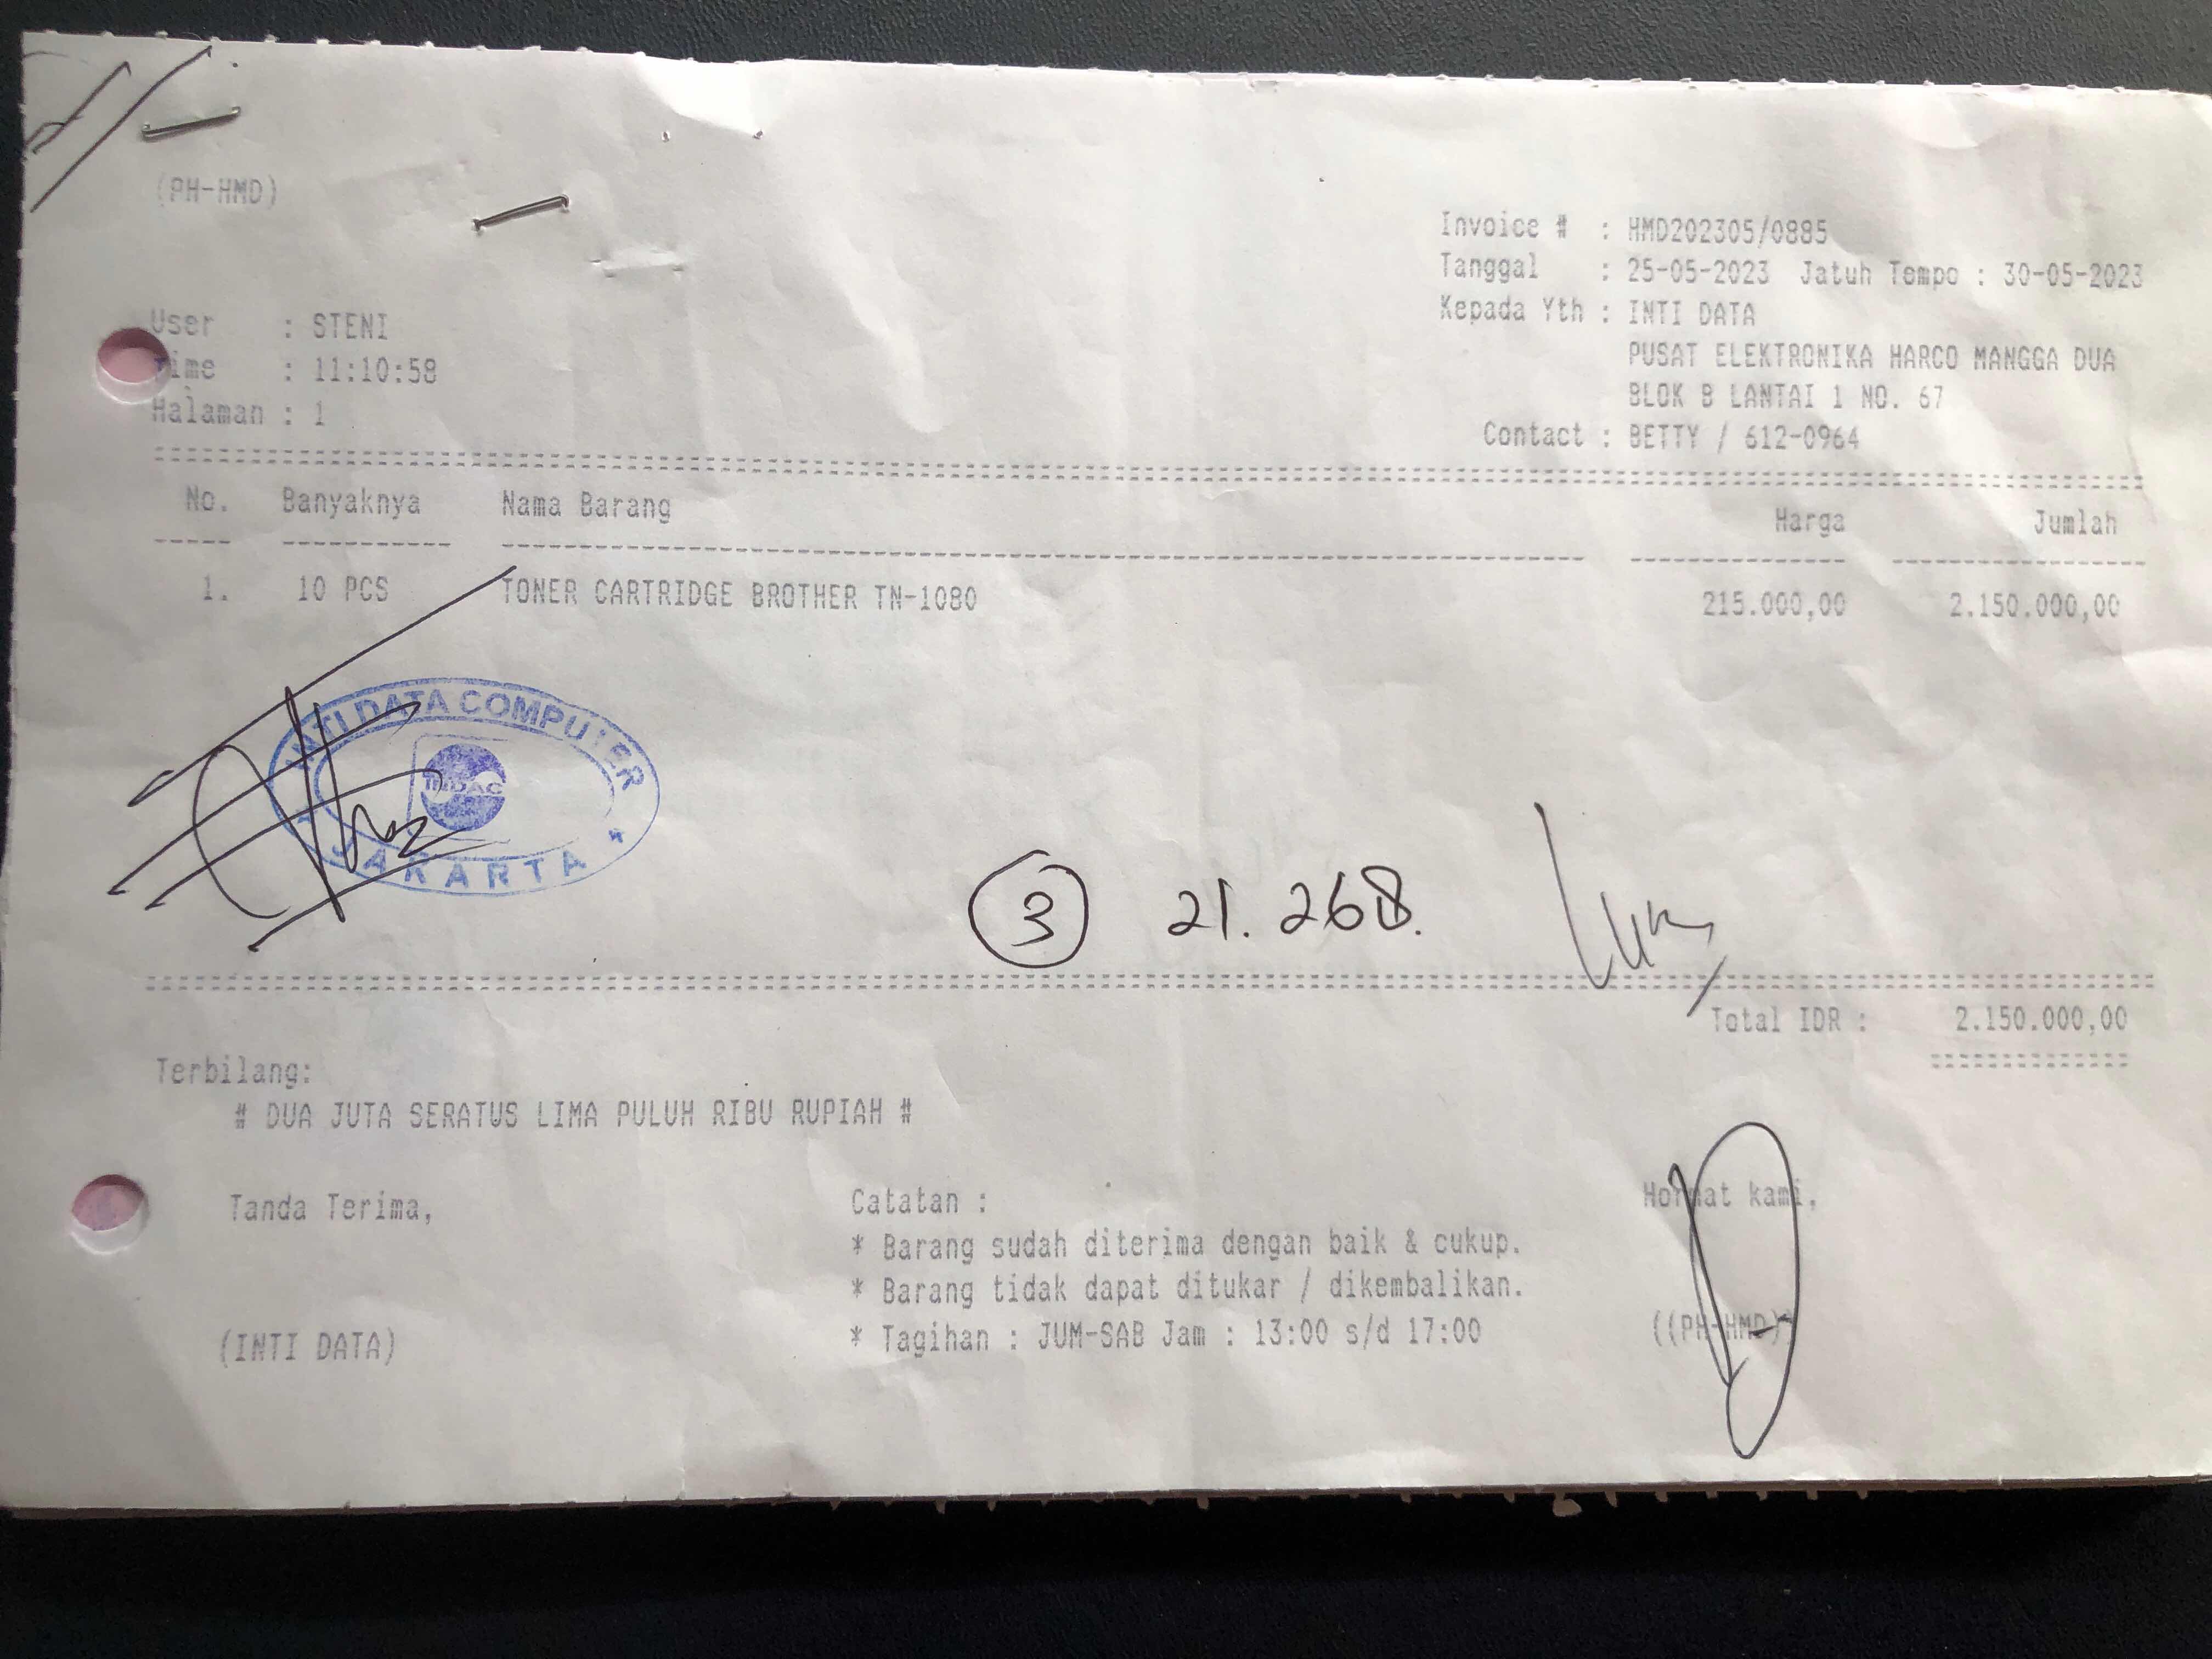 (PH-HMD)
Invoice # : HMD202305/0885
Tanggal : 25-05-2023 Jatuh Tempo : 30-05-2023
Kepada Yth : INTI DATA
PUSAT ELEKTRONIKA HARCO MANGGA DUA
BLOK B LANTAI 1 NO. 67
Contact : BETTY / 612-0964
User : STENI
Time : 11:10:58
Halaman : 1
No. Banyaknya Nama Barang Harga Jumlah
1. 10 PCS TONER CARTRIDGE BROTHER TN-1080 215.000,00 2.150.000,00
INTI DATA COMPUTER
INDAC
JAKARTA
3 21.268.
Total IDR : 2.150.000,00
Terbilang:
# DUA JUTA SERATUS LIMA PULUH RIBU RUPIAH #
Tanda Terima,
(INTI DATA)
Catatan :
* Barang sudah diterima dengan baik & cukup.
* Barang tidak dapat ditukar / dikembalikan.
* Tagihan : JUM-SAB Jam : 13:00 s/d 17:00
Hormat kami,
((PH-HMD))